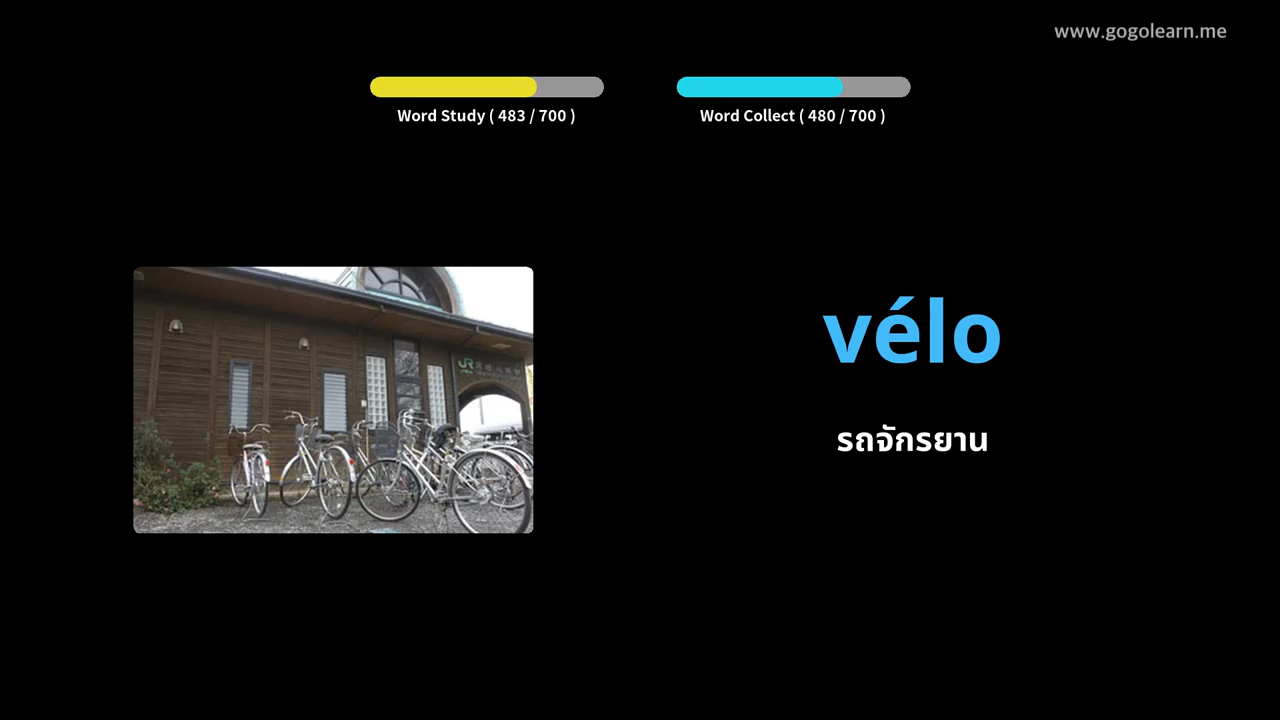 www.gogolearn.me
Word Study ( 483 / 700 )
Word Collect ( 480 / 700 )
JR
vélo
รถจักรยาน